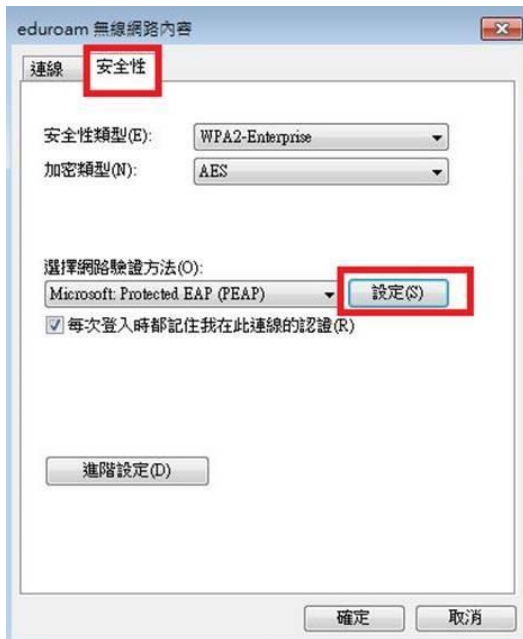 eduroam 無線網路內容
連線 安全性
安全性類型(E): WPA2-Enterprise
加密類型(N): AES
選擇網路驗證方法(O):
Microsoft: Protected EAP (PEAP) 設定(S)
每次登入時都記住我在此連線的認證(R)
進階設定(D)
確定 取消